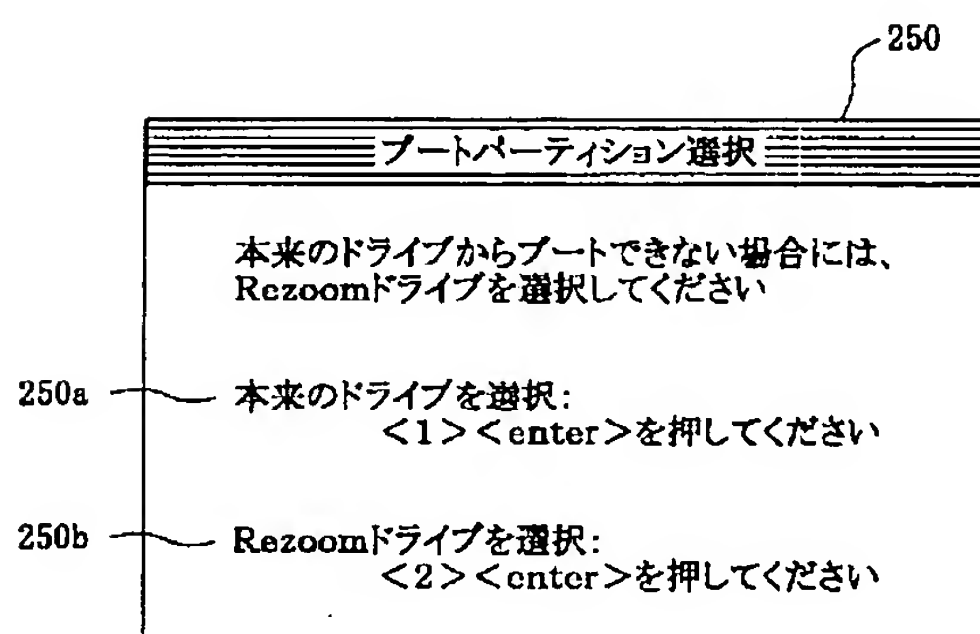 250
ブートパーティション選択
本来のドライブからブートできない場合には、
Rezoomドライブを選択してください
250a 本来のドライブを選択:
<1><enter>を押してください
250b Rezoomドライブを選択:
<2><enter>を押してください